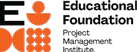 Educational
Foundation
Project
Management
Institute.